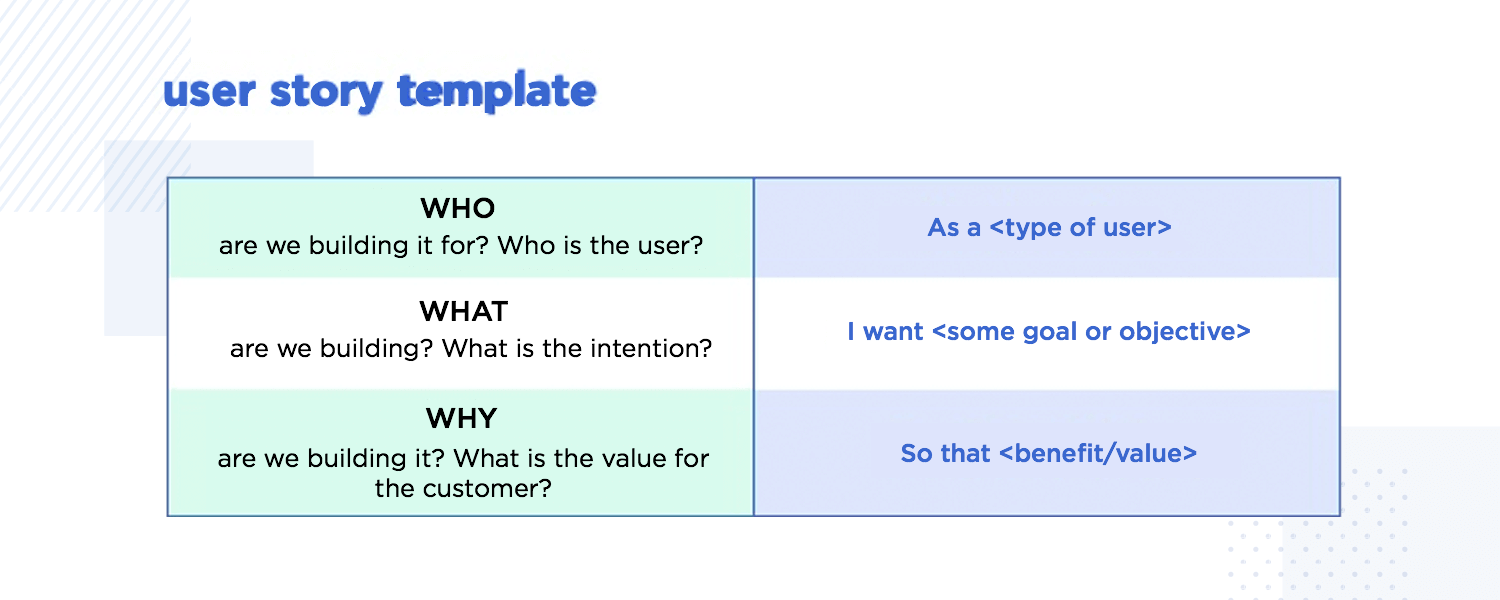 user story template
WHO
are we building it for? Who is the user?
As a <type of user>
WHAT
are we building? What is the intention?
I want <some goal or objective>
WHY
are we building it? What is the value for
the customer?
So that <benefit/value>